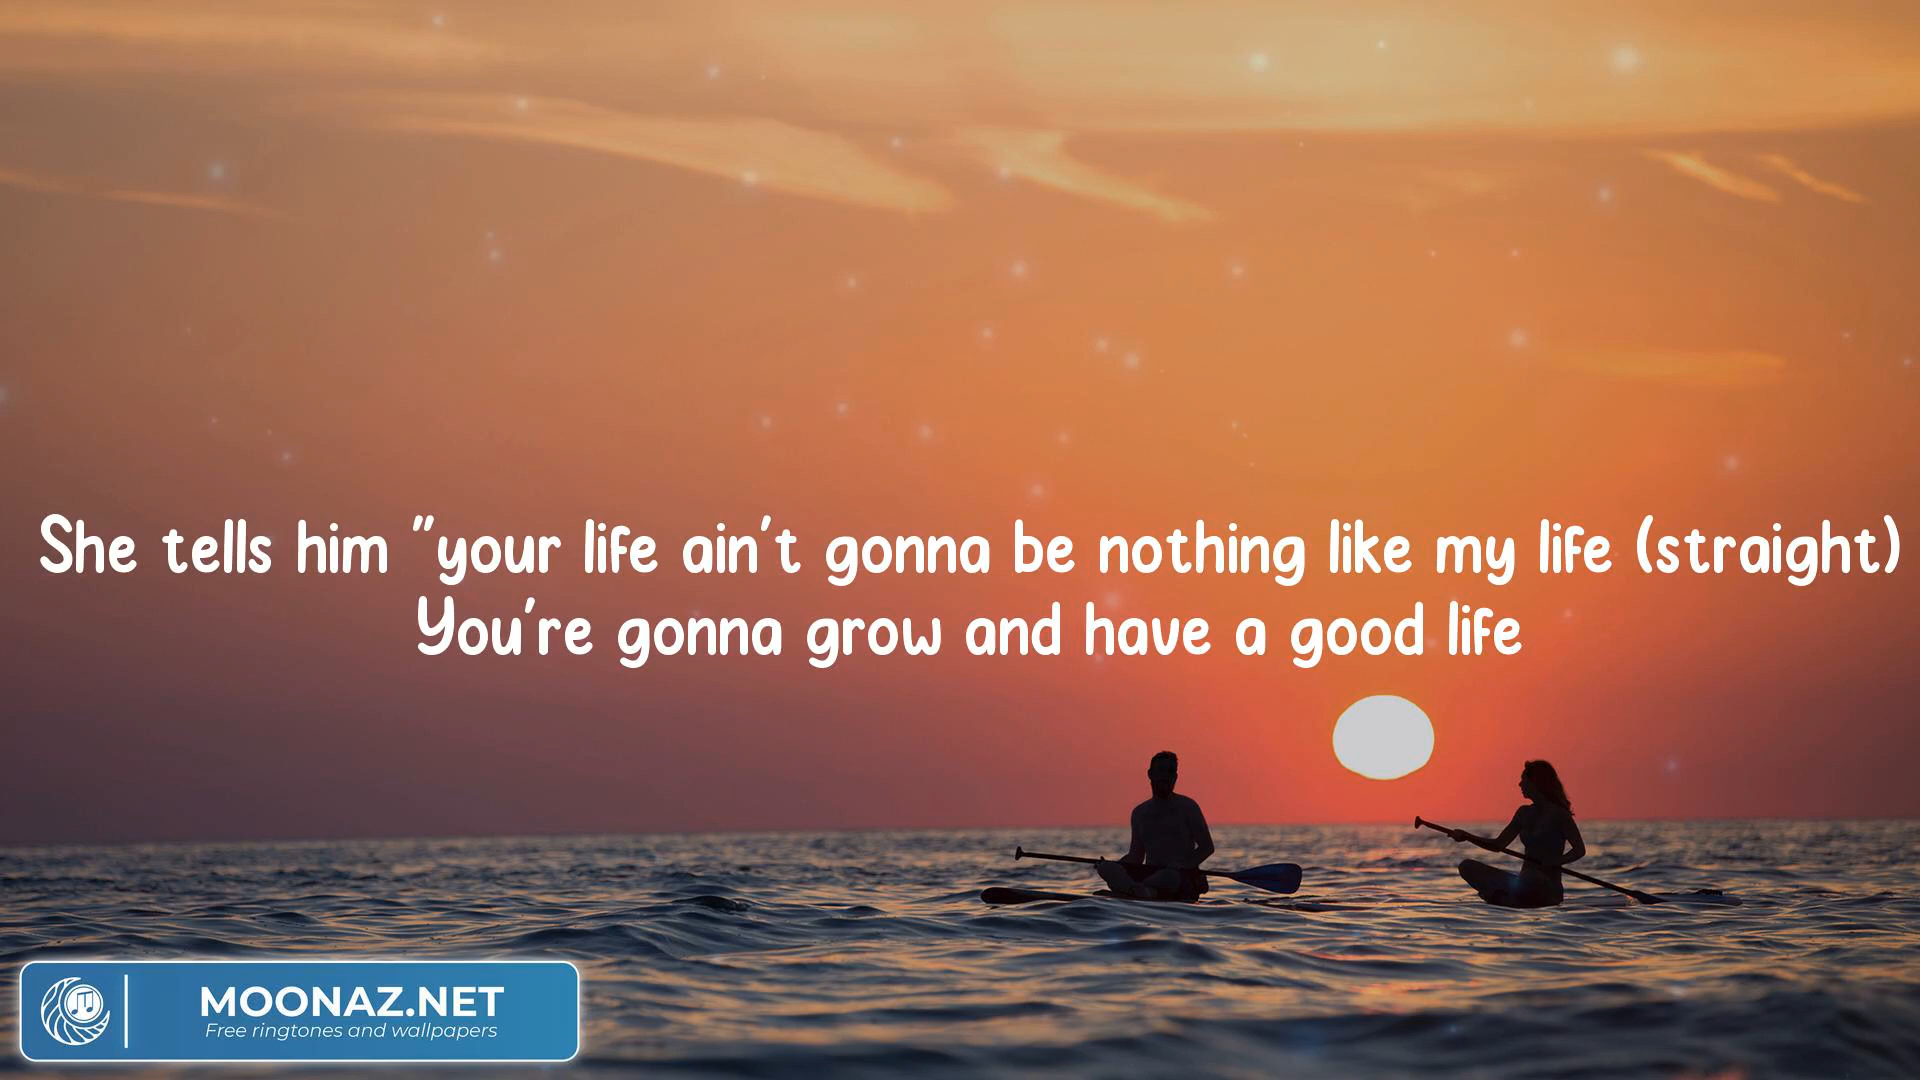 She tells him "your life ain't gonna be nothing like my life (straight)
You're gonna grow and have a good life
MOONAZ.NET
Free ringtones and wallpapers